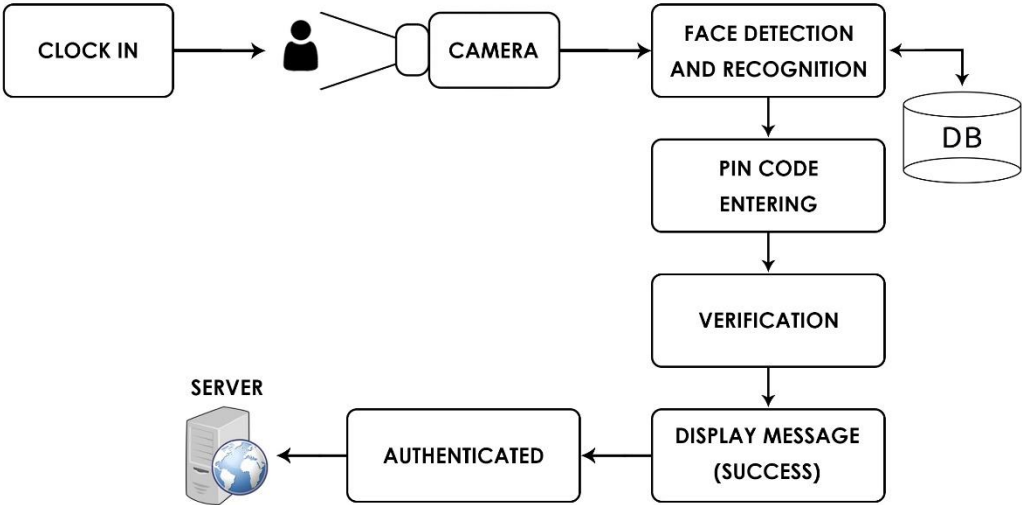 CLOCK IN
CAMERA
FACE DETECTION
AND RECOGNITION
DB
PIN CODE
ENTERING
VERIFICATION
DISPLAY MESSAGE
(SUCCESS)
AUTHENTICATED
SERVER